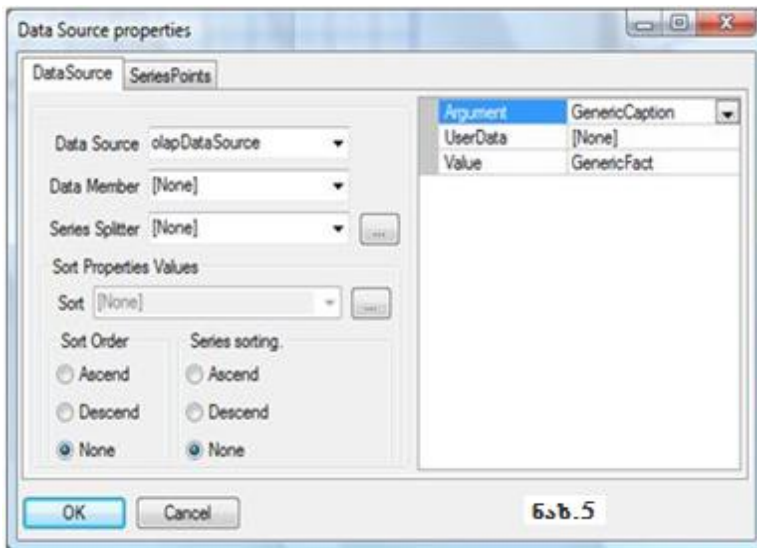 Data Source properties
DataSource SeriesPoints
Data Source olapDataSource
Data Member [None]
Series Splitter [None] ...
Sort Properties Values
Sort [None] ...
Sort Order Series sorting.
Ascend Ascend
Descend Descend
None None
Argument GenericCaption
UserData [None]
Value GenericFact
OK Cancel
ნახ.5